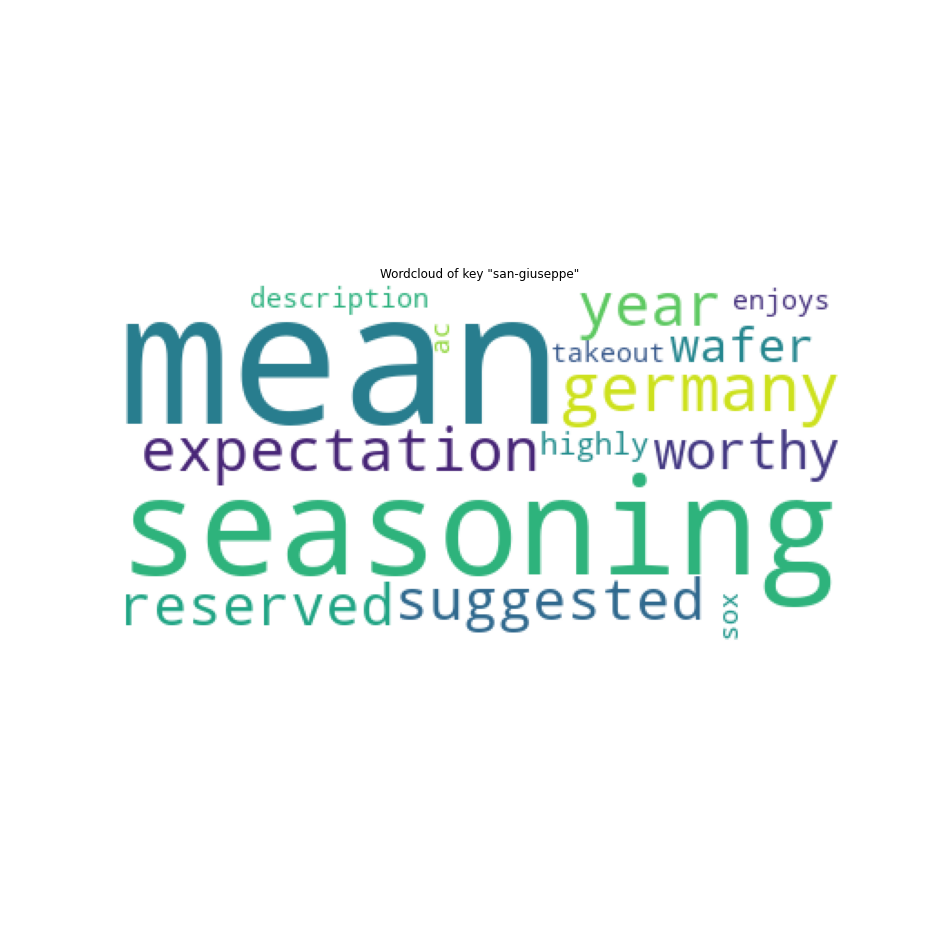 Wordcloud of key "san-giuseppe"
description
year
enjoys
mean
ac
takeout
wafer
germany
expectation
highly
worthy
seasoning
reserved
suggested
sox